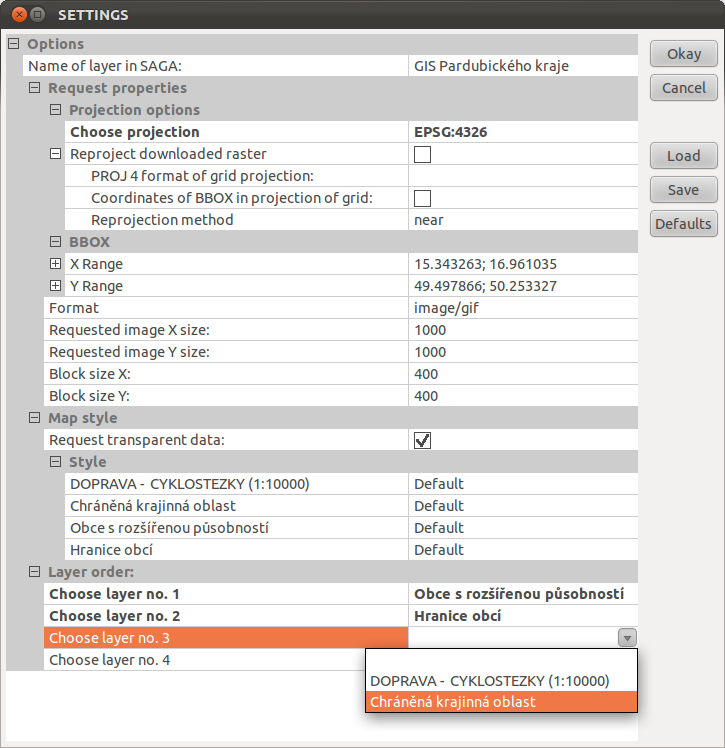 SETTINGS
Options
Name of layer in SAGA: GIS Pardubického kraje
Okay
Request properties
Cancel
Projection options
Choose projection EPSG:4326
Reproject downloaded raster
Load
PROJ 4 format of grid projection:
Coordinates of BBOX in projection of grid:
Save
Reprojection method near
Defaults
BBOX
X Range 15.343263; 16.961035
Y Range 49.497866; 50.253327
Format image/gif
Requested image X size: 1000
Requested image Y size: 1000
Block size X: 400
Block size Y: 400
Map style
Request transparent data:
Style
DOPRAVA - CYKLOSTEZKY (1:10000) Default
Chráněná krajinná oblast Default
Obce s rozšířenou působností Default
Hranice obcí Default
Layer order:
Choose layer no. 1 Obce s rozšířenou působností
Choose layer no. 2 Hranice obcí
Choose layer no. 3
Choose layer no. 4
DOPRAVA - CYKLOSTEZKY (1:10000)
Chráněná krajinná oblast